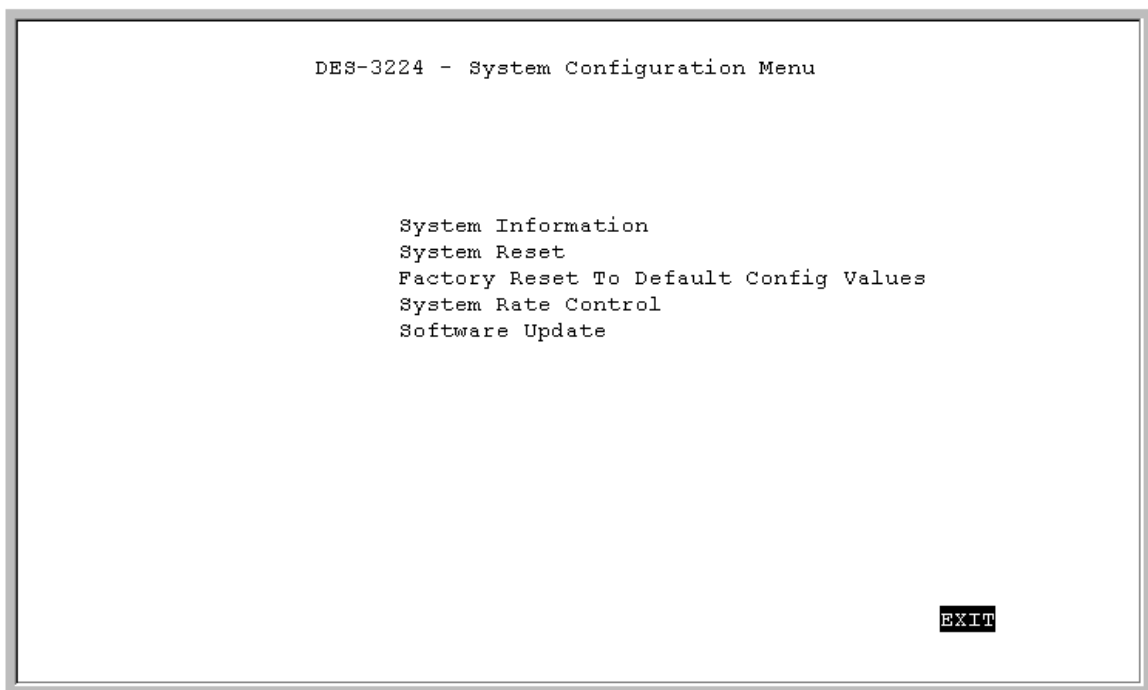 DES-3224 - System Configuration Menu
System Information
System Reset
Factory Reset To Default Config Values
System Rate Control
Software Update
EXIT